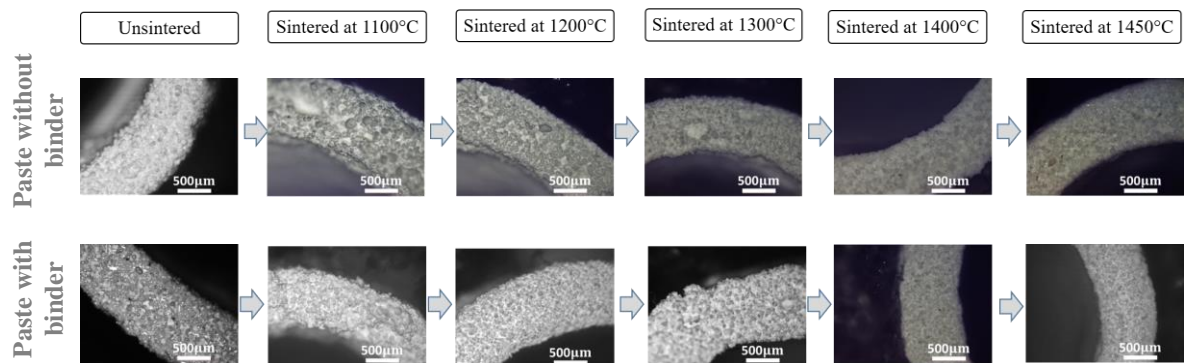 Unsintered
Sintered at 1100°C
Sintered at 1200°C
Sintered at 1300°C
Sintered at 1400°C
Sintered at 1450°C
Paste without
binder
500μm
500μm
500μm
500μm
500μm
500μm
Paste with
binder
500μm
500μm
500μm
500μm
500μm
500μm